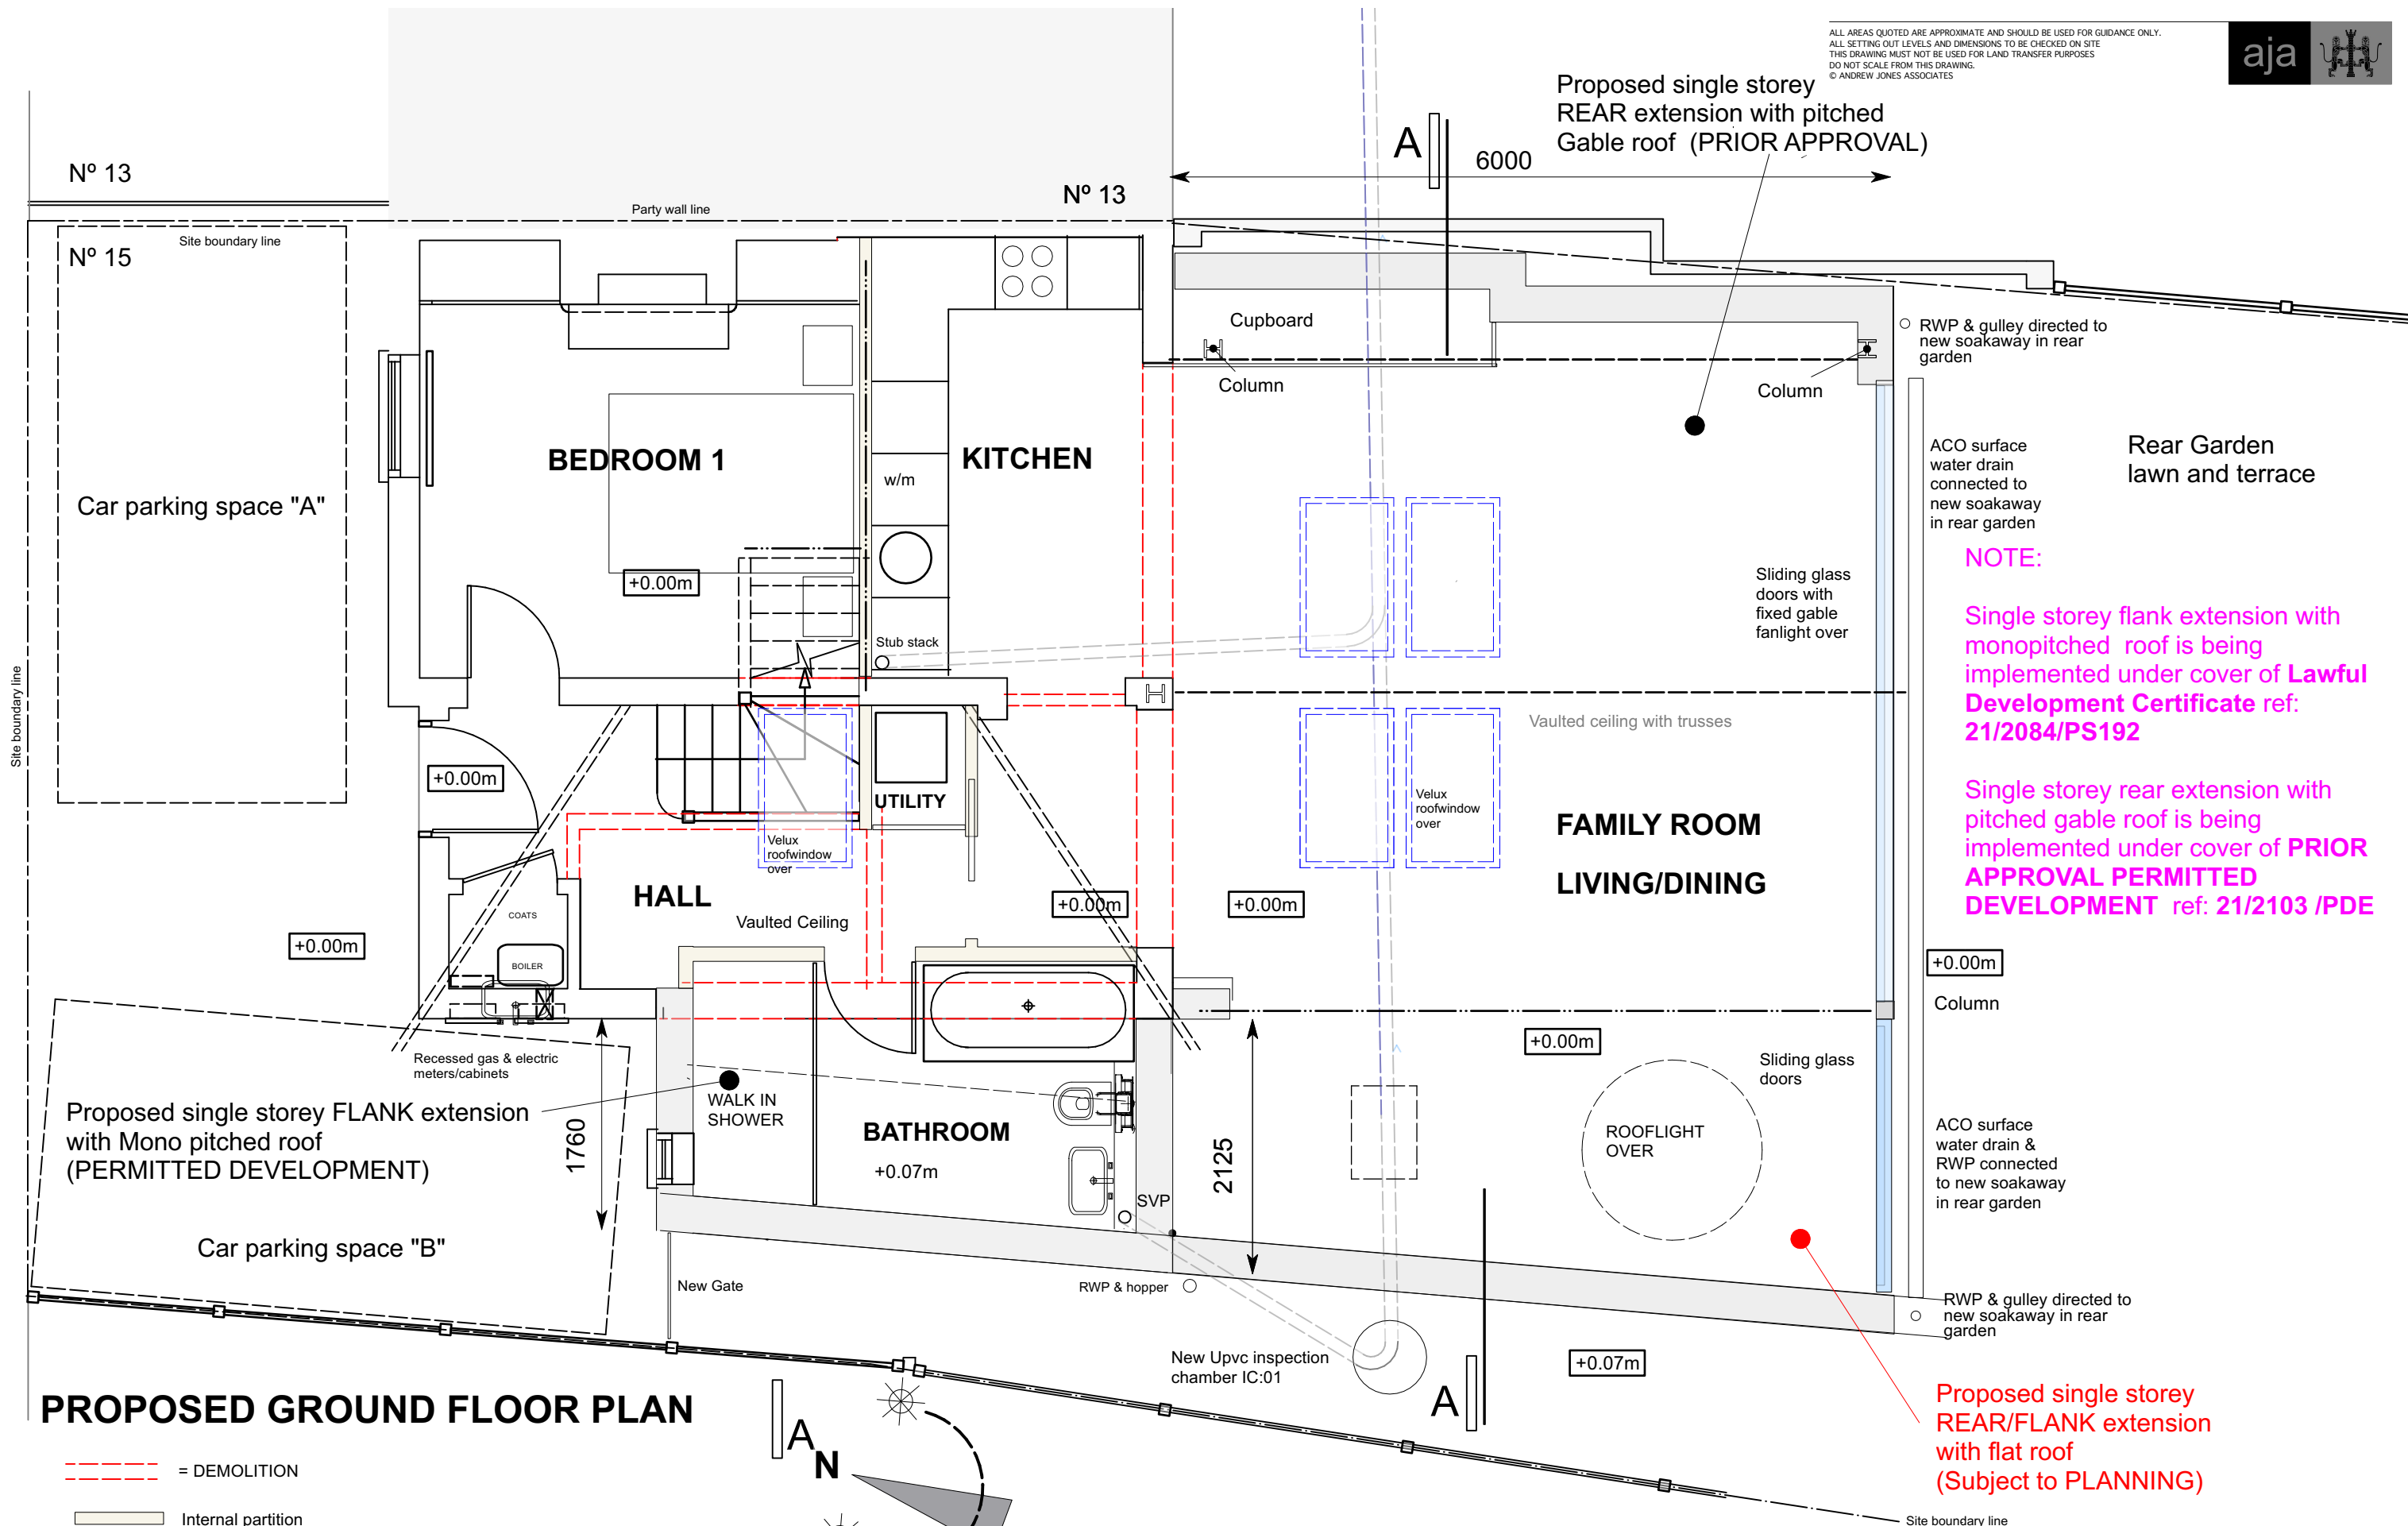 ALL AREAS QUOTED ARE APPROXIMATE AND SHOULD BE USED FOR GUIDANCE ONLY.
ALL SETTING OUT LEVELS AND DIMENSIONS TO BE CHECKED ON SITE
THIS DRAWING MUST NOT BE USED FOR LAND TRANSFER PURPOSES
DO NOT SCALE FROM THIS DRAWING.
© ANDREW JONES ASSOCIATES
aja
Proposed single storey
REAR extension with pitched
Gable roof (PRIOR APPROVAL)
A
6000
Nº 13
Nº 13
Party wall line
Site boundary line
Nº 15
Cupboard
Column
Column
RWP & gulley directed to
new soakaway in rear
garden
BEDROOM 1
KITCHEN
w/m
Car parking space "A"
ACO surface
water drain
connected to
new soakaway
in rear garden
Rear Garden
lawn and terrace
+0.00m
Stub stack
Sliding glass
doors with
fixed gable
fanlight over
NOTE:
Single storey flank extension with
monopitched roof is being
implemented under cover of Lawful
Development Certificate ref:
21/2084/PS192
Single storey rear extension with
pitched gable roof is being
implemented under cover of PRIOR
APPROVAL PERMITTED
DEVELOPMENT ref: 21/2103 /PDE
Site boundary line
Vaulted ceiling with trusses
+0.00m
UTILITY
Velux
roofwindow
over
Velux
roofwindow
over
FAMILY ROOM
LIVING/DINING
HALL
Vaulted Ceiling
+0.00m
+0.00m
COATS
BOILER
+0.00m
+0.00m
Column
Recessed gas & electric
meters/cabinets
+0.00m
Sliding glass
doors
Proposed single storey FLANK extension
with Mono pitched roof
(PERMITTED DEVELOPMENT)
1760
WALK IN
SHOWER
BATHROOM
+0.07m
SVP
2125
ROOFLIGHT
OVER
ACO surface
water drain &
RWP connected
to new soakaway
in rear garden
Car parking space "B"
New Gate
RWP & hopper
RWP & gulley directed to
new soakaway in rear
garden
New Upvc inspection
chamber IC:01
A
+0.07m
PROPOSED GROUND FLOOR PLAN
A
N
Proposed single storey
REAR/FLANK extension
with flat roof
(Subject to PLANNING)
= DEMOLITION
Internal partition
Site boundary line